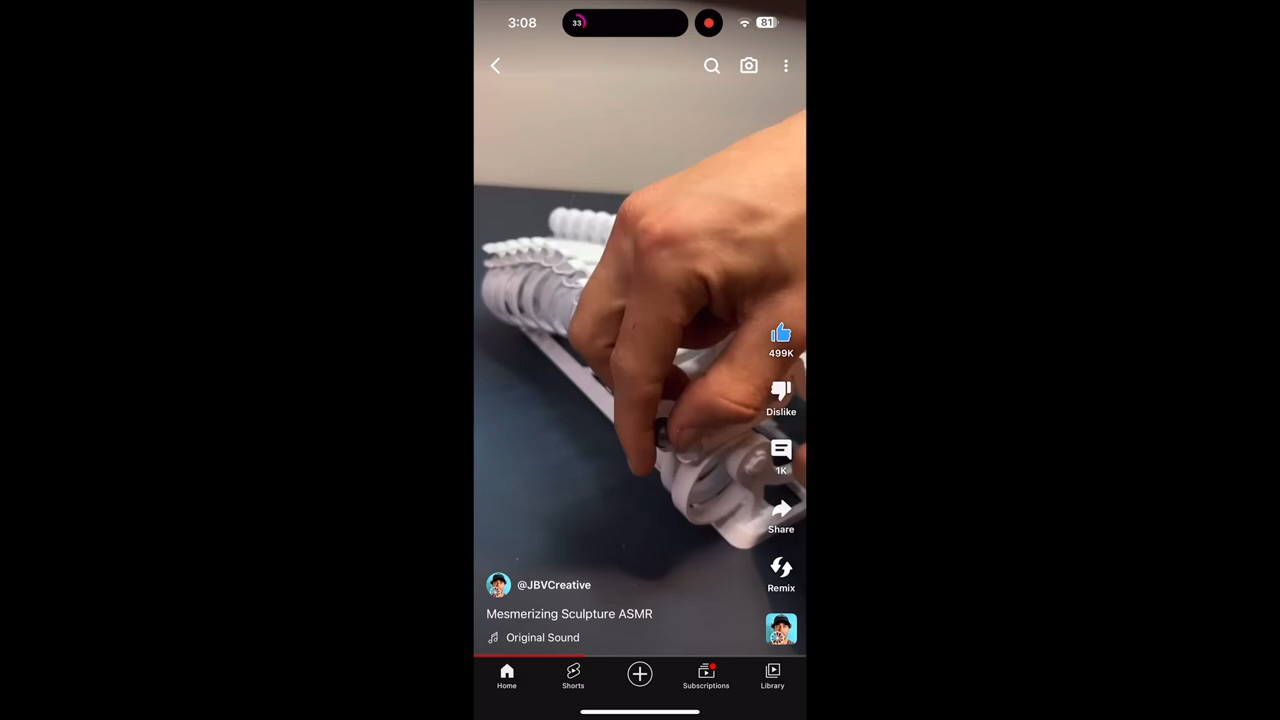 3:08
33
81
499K
Dislike
1K
Share
Remix
@JBVCreative
Mesmerizing Sculpture ASMR
Original Sound
Home
Shorts
Subscriptions
Library